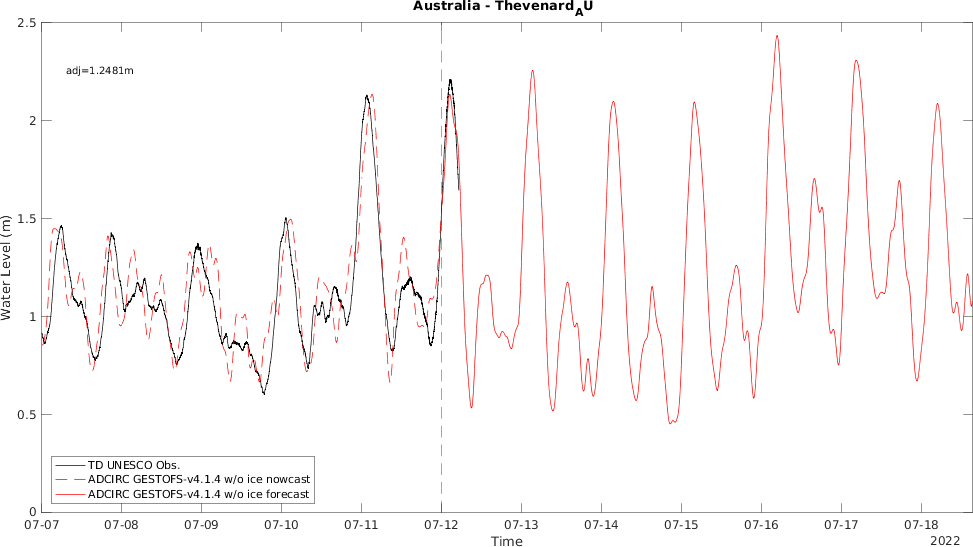 Australia - Thevenard_AU
adj=1.2481m
Water Level (m)
2.5
2
1.5
1
0.5
0
TD UNESCO Obs.
ADCIRC GESTOFS-v4.1.4 w/o ice nowcast
ADCIRC GESTOFS-v4.1.4 w/o ice forecast
07-07 07-08 07-09 07-10 07-11 07-12 07-13 07-14 07-15 07-16 07-17 07-18
Time
2022